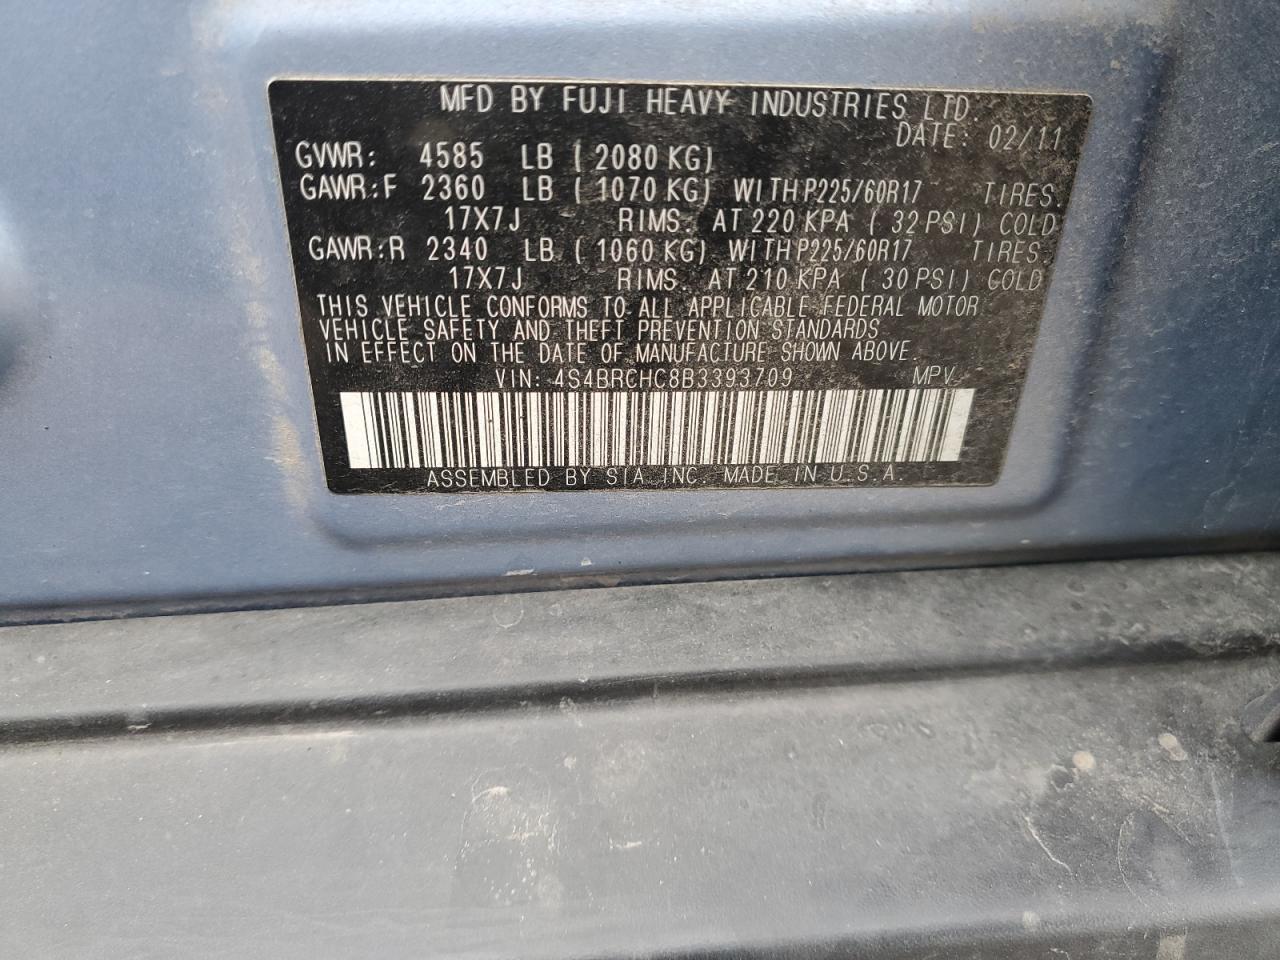 MFD BY FUJI HEAVY INDUSTRIES LTD.
DATE: 02/11
GVWR: 4585 LB ( 2080 KG)
GAWR:F 2360 LB ( 1070 KG) WITH P225/60R17 TIRES.
17X7J RIMS. AT 220 KPA ( 32 PSI) COLD
GAWR:R 2340 LB ( 1060 KG) WITH P225/60R17 TIRES.
17X7J RIMS. AT 210 KPA ( 30 PSI) COLD
THIS VEHICLE CONFORMS TO ALL APPLICABLE FEDERAL MOTOR
VEHICLE SAFETY AND THEFT PREVENTION STANDARDS
IN EFFECT ON THE DATE OF MANUFACTURE SHOWN ABOVE.
VIN: 4S4BRCHC8B3393709 MPV
ASSEMBLED BY SIA INC. MADE IN U.S.A.